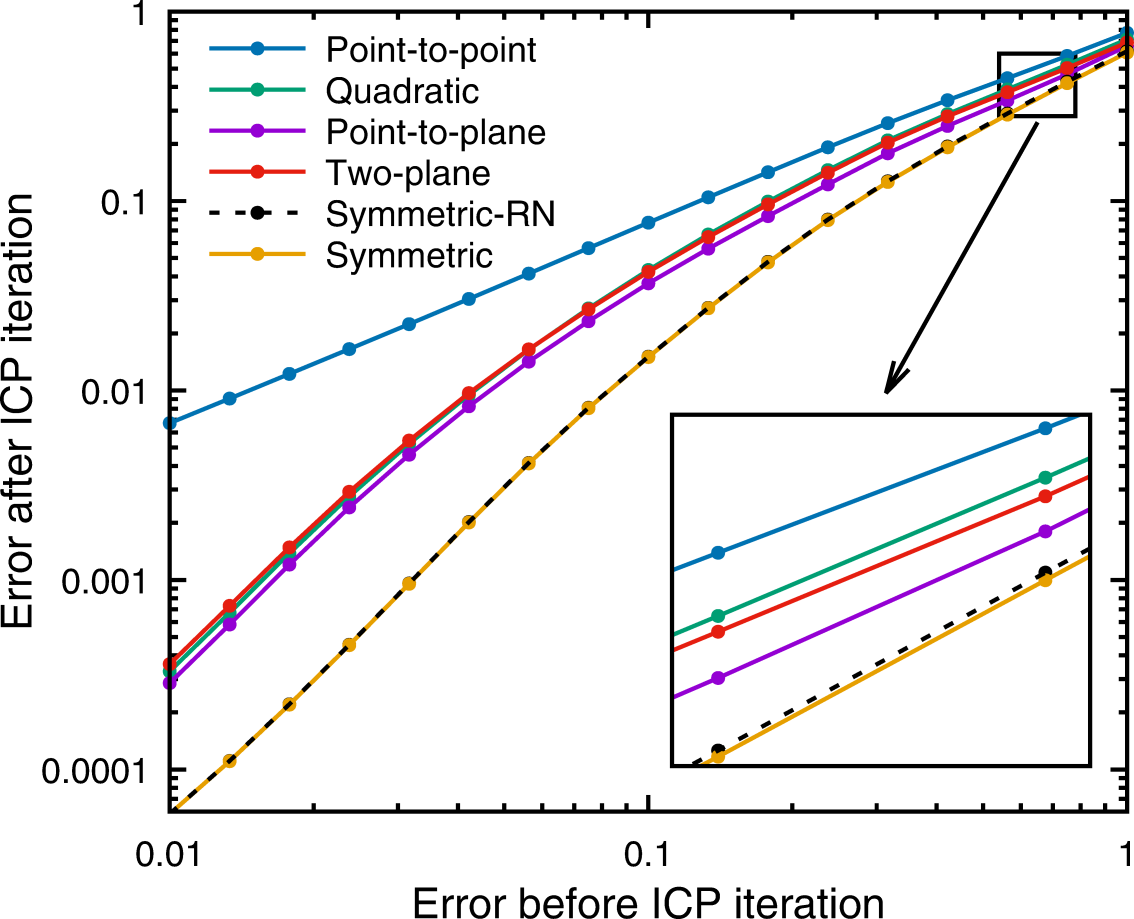 1
0.1
0.01
0.001
0.0001
Error after ICP iteration
Point-to-point
Quadratic
Point-to-plane
Two-plane
Symmetric-RN
Symmetric
0.01
0.1
1
Error before ICP iteration